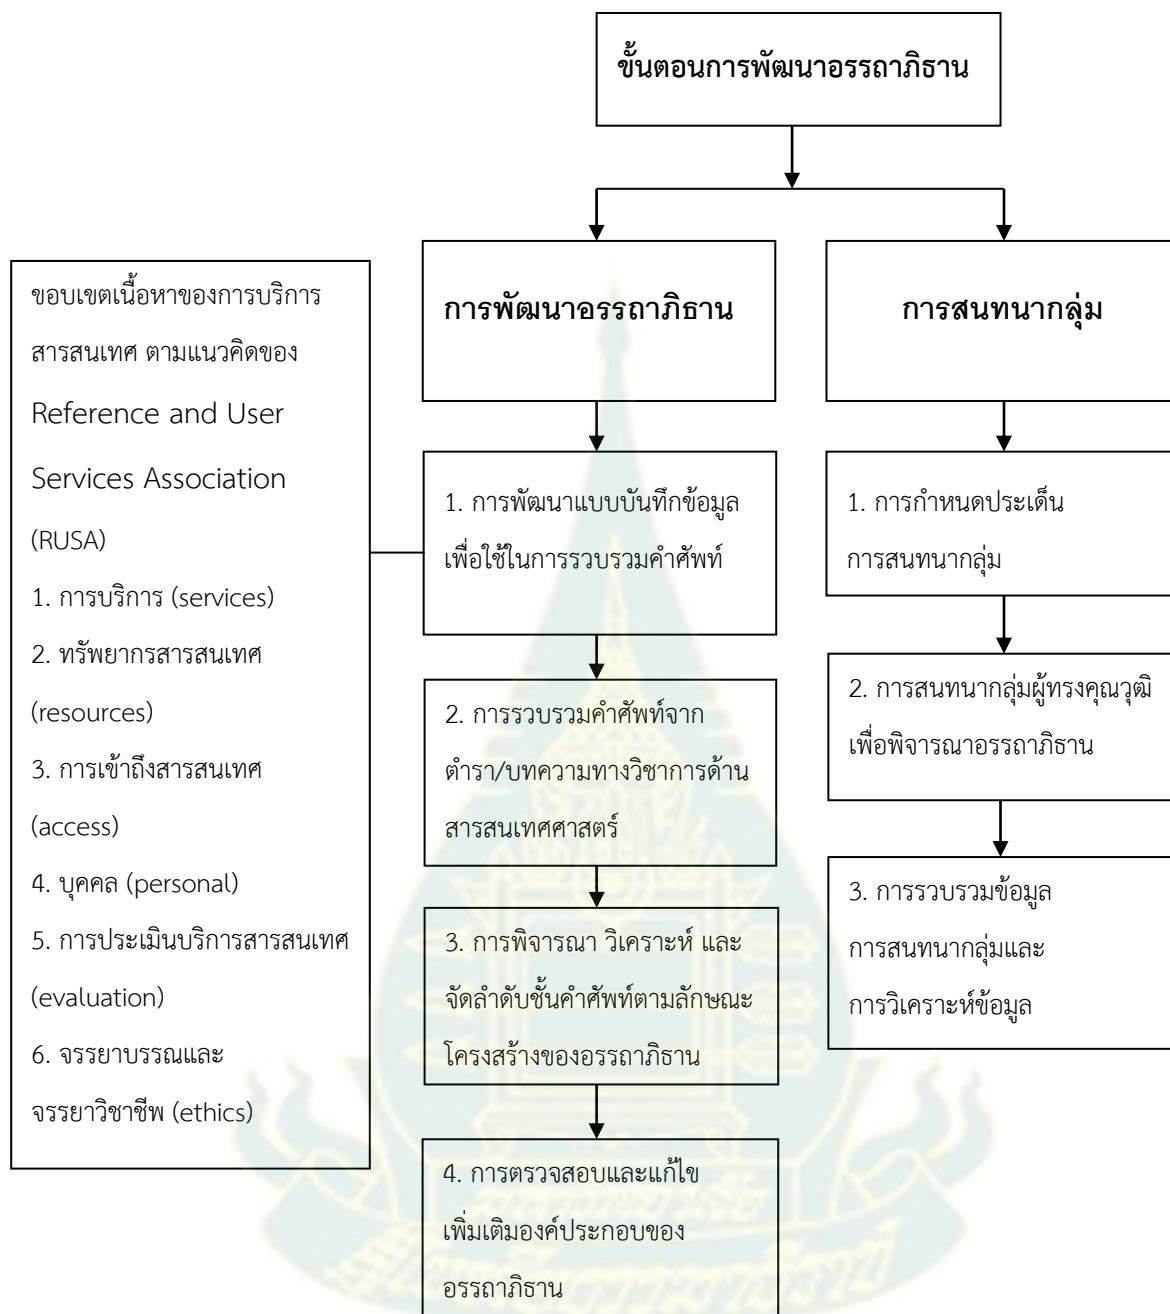 ขั้นตอนการพัฒนาอรรถาภิธาน
การพัฒนาอรรถาภิธาน
การสนทนากลุ่ม
ขอบเขตเนื้อหาของการบริการ
สารสนเทศ ตามแนวคิดของ
Reference and User
Services Association
(RUSA)
1. การบริการ (services)
2. ทรัพยากรสารสนเทศ
(resources)
3. การเข้าถึงสารสนเทศ
(access)
4. บุคคล (personal)
5. การประเมินบริการสารสนเทศ
(evaluation)
6. จรรยาบรรณและ
จรรยาวิชาชีพ (ethics)
1. การพัฒนาแบบบันทึกข้อมูล
เพื่อใช้ในการรวบรวมคำศัพท์
2. การรวบรวมคำศัพท์จาก
ตำรา/บทความทางวิชาการด้าน
สารสนเทศศาสตร์
3. การพิจารณา วิเคราะห์ และ
จัดลำดับชั้นคำศัพท์ตามลักษณะ
โครงสร้างของอรรถาภิธาน
4. การตรวจสอบและแก้ไข
เพิ่มเติมองค์ประกอบของ
อรรถาภิธาน
1. การกำหนดประเด็น
การสนทนากลุ่ม
2. การสนทนากลุ่มผู้ทรงคุณวุฒิ
เพื่อพิจารณาอรรถาภิธาน
3. การรวบรวมข้อมูล
การสนทนากลุ่มและ
การวิเคราะห์ข้อมูล